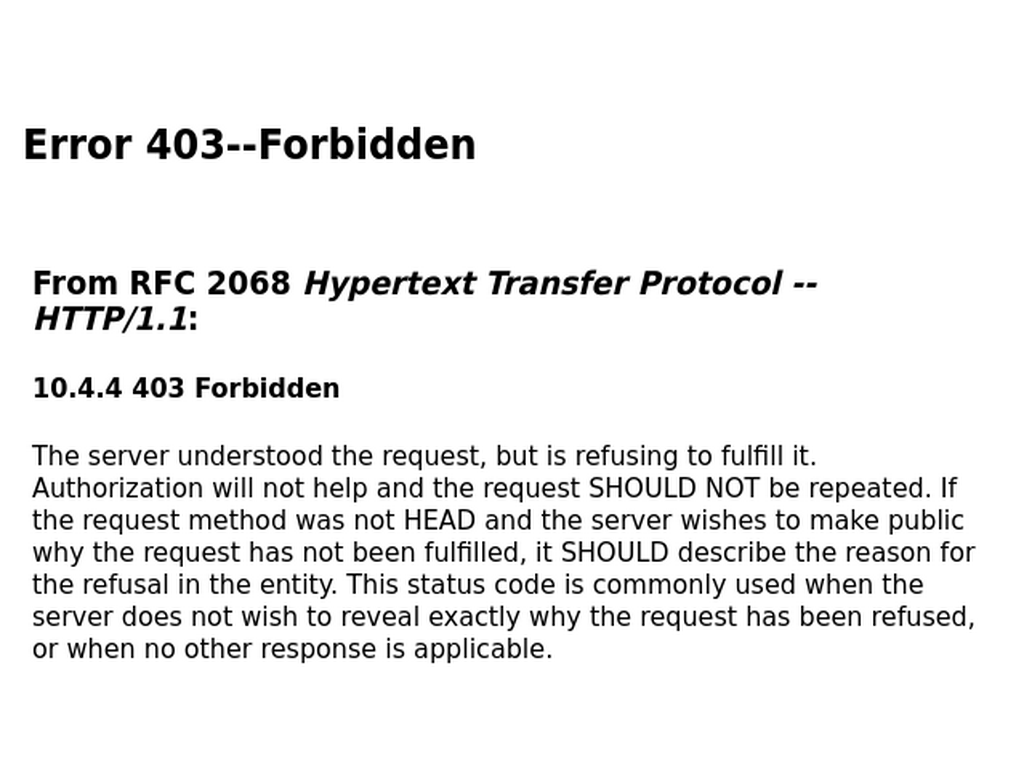 Error 403--Forbidden
From RFC 2068 Hypertext Transfer Protocol --
HTTP/1.1:
10.4.4 403 Forbidden
The server understood the request, but is refusing to fulfill it.
Authorization will not help and the request SHOULD NOT be repeated. If
the request method was not HEAD and the server wishes to make public
why the request has not been fulfilled, it SHOULD describe the reason for
the refusal in the entity. This status code is commonly used when the
server does not wish to reveal exactly why the request has been refused,
or when no other response is applicable.